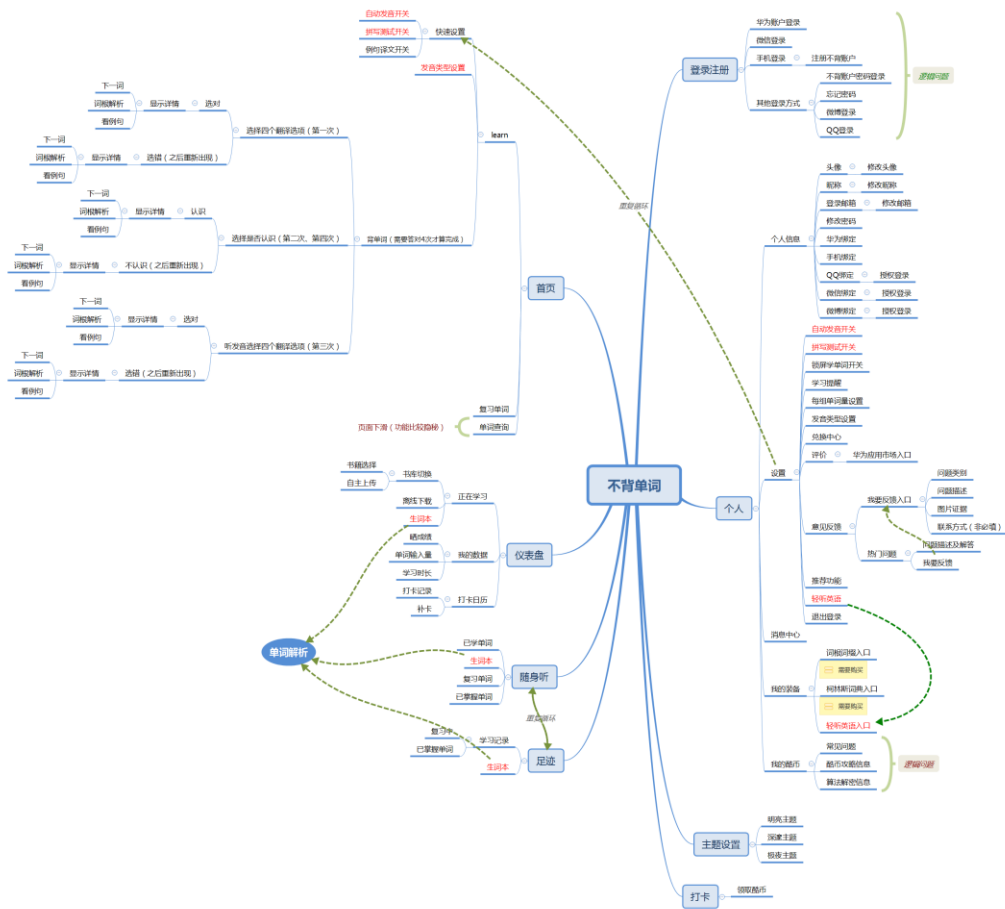 不背单词
登录注册
华为账户登录
微信登录
手机登录
注册不背账户
其他登录方式
不背账户密码登录
忘记密码
微博登录
QQ登录
逻辑问题
个人
个人信息
头像
修改头像
昵称
修改昵称
登录邮箱
修改邮箱
修改密码
华为绑定
手机绑定
QQ绑定
授权登录
微信绑定
授权登录
微博绑定
授权登录
设置
自动发音开关
拼写测试开关
锁屏学单词开关
学习提醒
每组单词量设置
发音类型设置
兑换中心
评价
华为应用市场入口
意见反馈
我要反馈入口
问题类别
问题描述
图片证据
联系方式（非必填）
热门问题
问题描述及解答
我要反馈
推荐功能
轻听英语
退出登录
消息中心
我的装备
词根词缀入口
需要购买
柯林斯词典入口
需要购买
轻听英语入口
我的酷币
常见问题
酷币攻略信息
算法解密信息
逻辑问题
主题设置
明亮主题
深邃主题
极夜主题
打卡
领取酷币
首页
learn
快速设置
自动发音开关
拼写测试开关
例句译文开关
发音类型设置
背单词（需要答对4次才算完成）
选择四个翻译选项（第一次）
选对
显示详情
下一词
词根解析
看例句
选错（之后重新出现）
显示详情
下一词
词根解析
看例句
选择是否认识（第二次、第四次）
认识
显示详情
下一词
词根解析
看例句
不认识（之后重新出现）
显示详情
下一词
词根解析
看例句
听发音选择四个翻译选项（第三次）
选对
显示详情
下一词
词根解析
看例句
选错（之后重新出现）
显示详情
下一词
词根解析
看例句
复习单词
单词查询
页面下滑（功能比较隐秘）
重复循环
仪表盘
正在学习
书库切换
书籍选择
自主上传
离线下载
生词本
我的数据
晒成绩
单词输入量
学习时长
打卡日历
打卡记录
补卡
单词解析
随身听
已学单词
生词本
复习单词
已掌握单词
重复循环
足迹
学习记录
复习中
已掌握单词
生词本